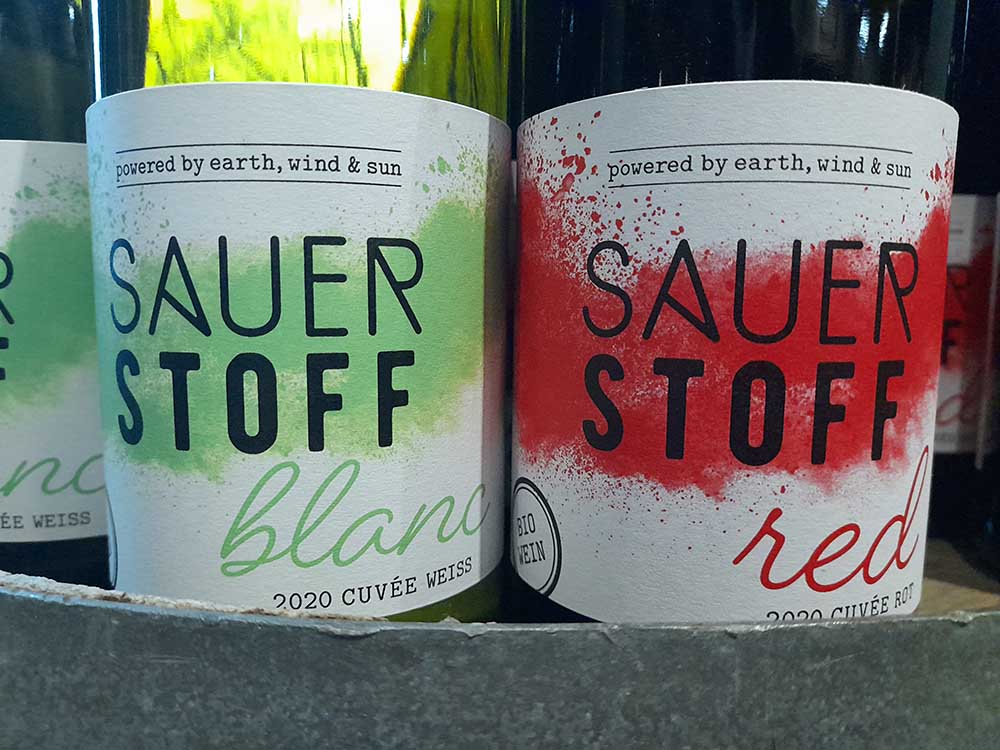 powered by earth, wind & sun
SAUER
STOFF
blanc
2020 CUVÉE WEISS
powered by earth, wind & sun
SAUER
STOFF
red
BIO
WEIN
2020 CUVÉE ROT
WEISS